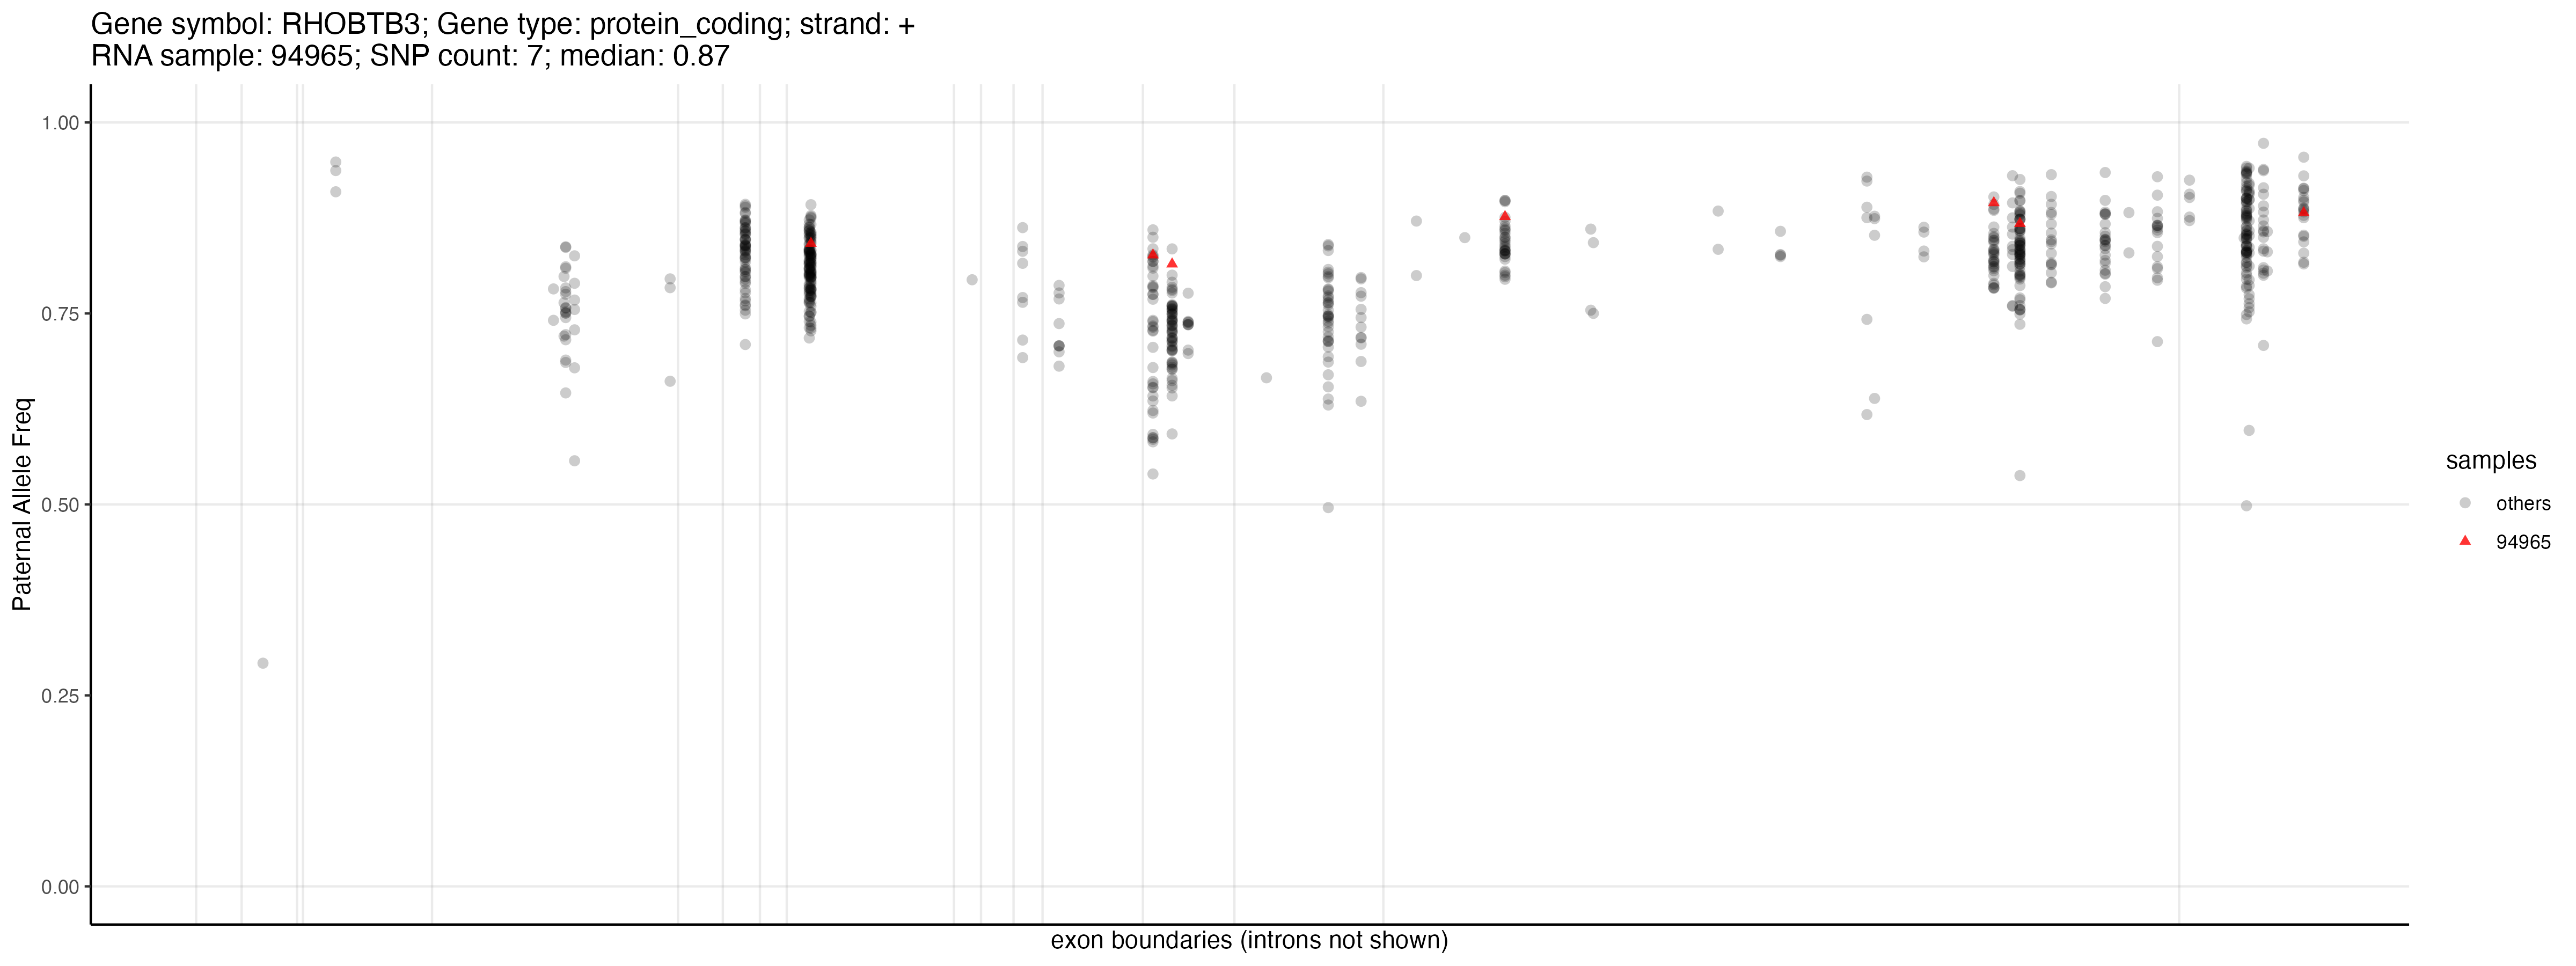 Gene symbol: RHOBTB3; Gene type: protein_coding; strand: +
RNA sample: 94965; SNP count: 7; median: 0.87
1.00
0.75
0.50
0.25
0.00
Paternal Allele Freq
exon boundaries (introns not shown)
samples
others
94965